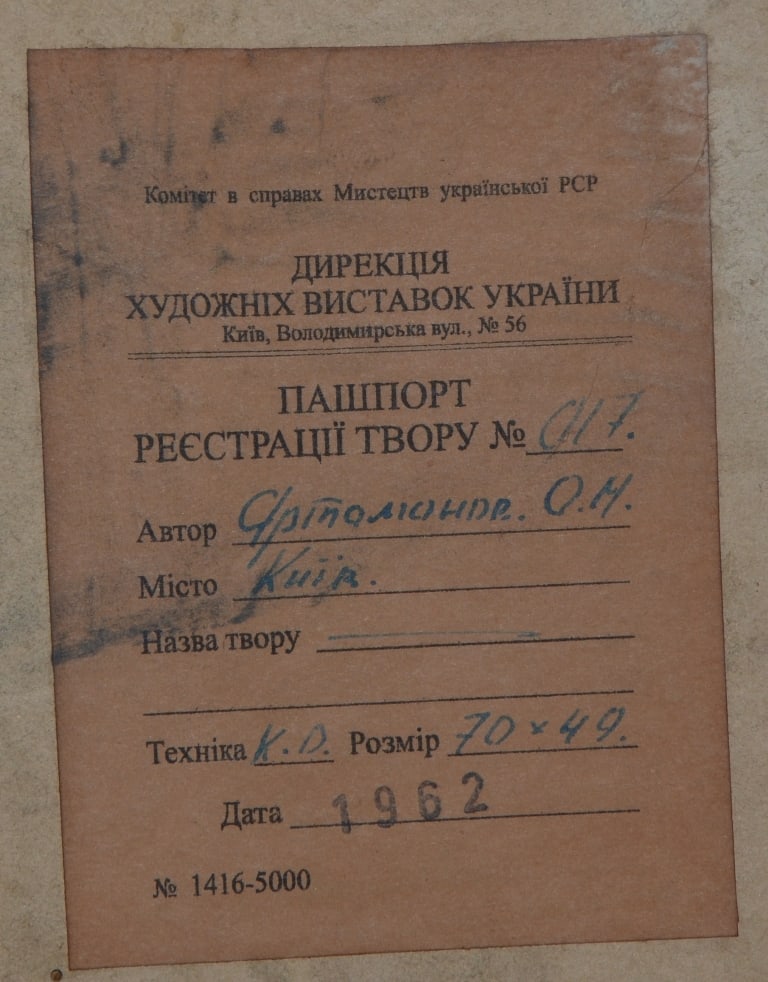 Комітет в справах Мистецтв української РСР
ДИРЕКЦІЯ
ХУДОЖНІХ ВИСТАВОК УКРАЇНИ
Київ, Володимирська вул., № 56
ПАШПОРТ
РЕЄСТРАЦІЇ ТВОРУ №
Автор Артамонов. О.М.
Місто Київ.
Назва твору
Техніка К.О. Розмір 70×49.
Дата 1962
№ 1416-5000